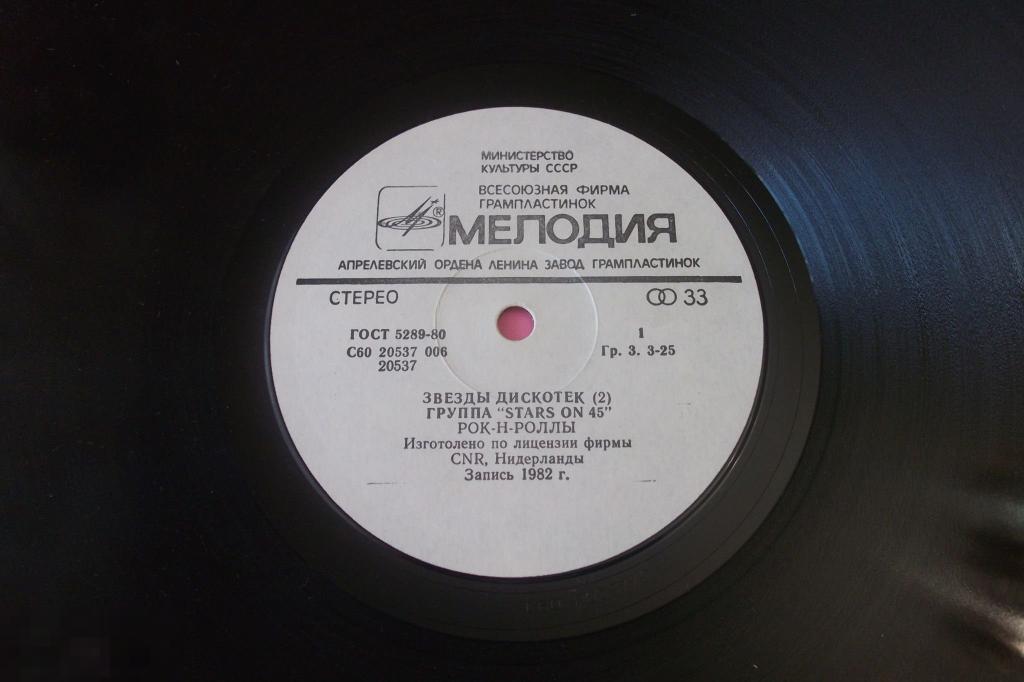 МИНИСТЕРСТВО
КУЛЬТУРЫ СССР
ВСЕСОЮЗНАЯ ФИРМА
ГРАМПЛАСТИНОК
® МЕЛОДИЯ
АПРЕЛЕВСКИЙ ОРДЕНА ЛЕНИНА ЗАВОД ГРАМПЛАСТИНОК
СТЕРЕО 33
ГОСТ 5289-80 1
С60 20537 006 Гр. 3. 3-25
20537
ЗВЕЗДЫ ДИСКОТЕК (2)
ГРУППА "STARS ON 45"
РОК-Н-РОЛЛЫ
Изготолено по лицензии фирмы
CNR, Нидерланды
Запись 1982 г.